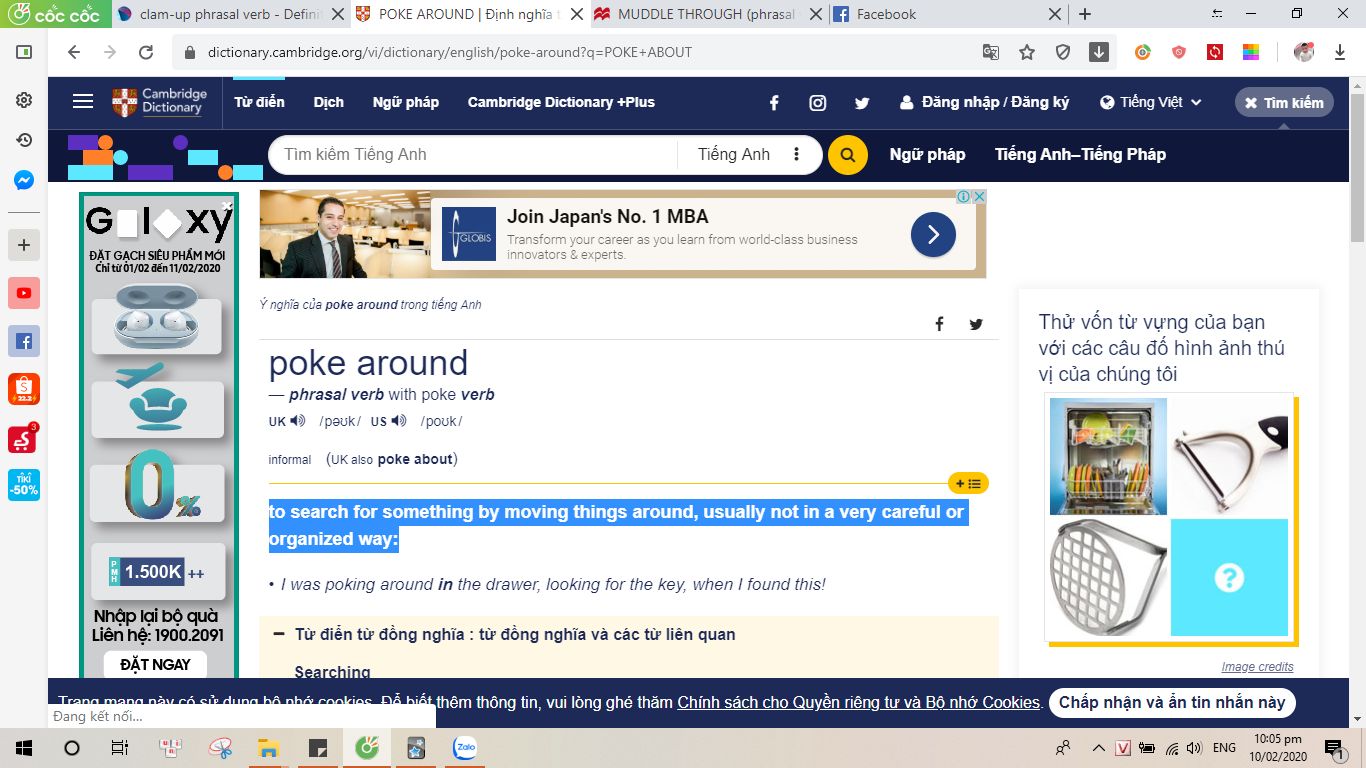 cốc cốc
clam-up phrasal verb - Defini
POKE AROUND | Định nghĩa t
MUDDLE THROUGH (phrasal
Facebook
dictionary.cambridge.org/vi/dictionary/english/poke-around?q=POKE+ABOUT
Cambridge
Dictionary
Từ điển
Dịch
Ngữ pháp
Cambridge Dictionary +Plus
Đăng nhập / Đăng ký
Tiếng Việt
Tìm kiếm
Tìm kiếm Tiếng Anh
Tiếng Anh
Ngữ pháp
Tiếng Anh–Tiếng Pháp
Galaxy
ĐẶT GẠCH SIÊU PHẨM MỚI
Chỉ từ 01/02 đến 11/02/2020
0%
PMH 1.500K ++
Nhập lại bộ quà
Liên hệ: 1900.2091
ĐẶT NGAY
GLOBIS
Join Japan's No. 1 MBA
Transform your career as you learn from world-class business
innovators & experts.
Ý nghĩa của poke around trong tiếng Anh
poke around
— phrasal verb with poke verb
UK /pəʊk/ US /poʊk/
informal (UK also poke about)
to search for something by moving things around, usually not in a very careful or
organized way:
• I was poking around in the drawer, looking for the key, when I found this!
Từ điển từ đồng nghĩa : từ đồng nghĩa và các từ liên quan
Searching
Thử vốn từ vựng của bạn
với các câu đố hình ảnh thú
vị của chúng tôi
?
Image credits
Trang mạng này có sử dụng bộ nhớ cookies. Để biết thêm thông tin, vui lòng ghé thăm Chính sách cho Quyền riêng tư và Bộ nhớ Cookies.
Chấp nhận và ẩn tin nhắn này
Đang kết nối...
22.2
3
TIKI
-50%
Zalo
V
ENG
10:05 pm
10/02/2020
1